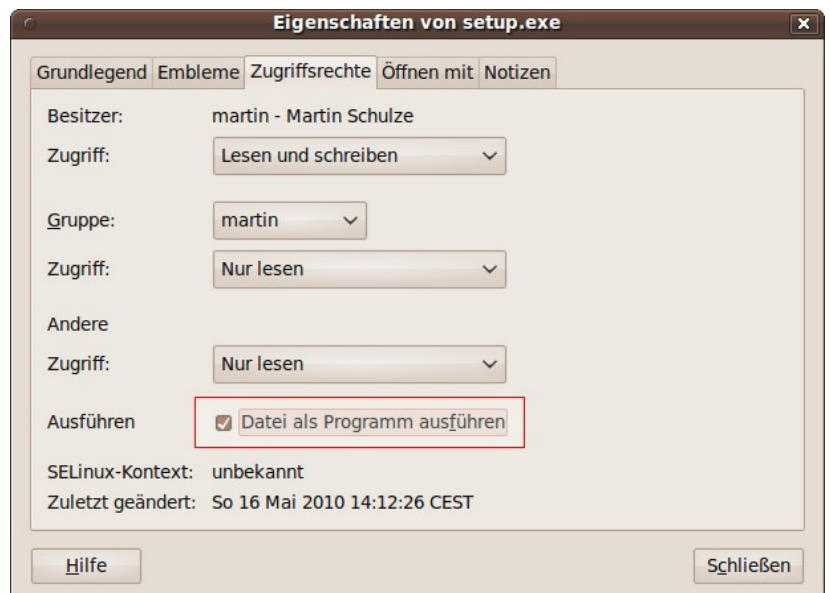 Eigenschaften von setup.exe
Grundlegend Embleme Zugriffsrechte Öffnen mit Notizen
Besitzer: martin - Martin Schulze
Zugriff: Lesen und schreiben
Gruppe: martin
Zugriff: Nur lesen
Andere
Zugriff: Nur lesen
Ausführen Datei als Programm ausführen
SELinux-Kontext: unbekannt
Zuletzt geändert: So 16 Mai 2010 14:12:26 CEST
Hilfe Schließen